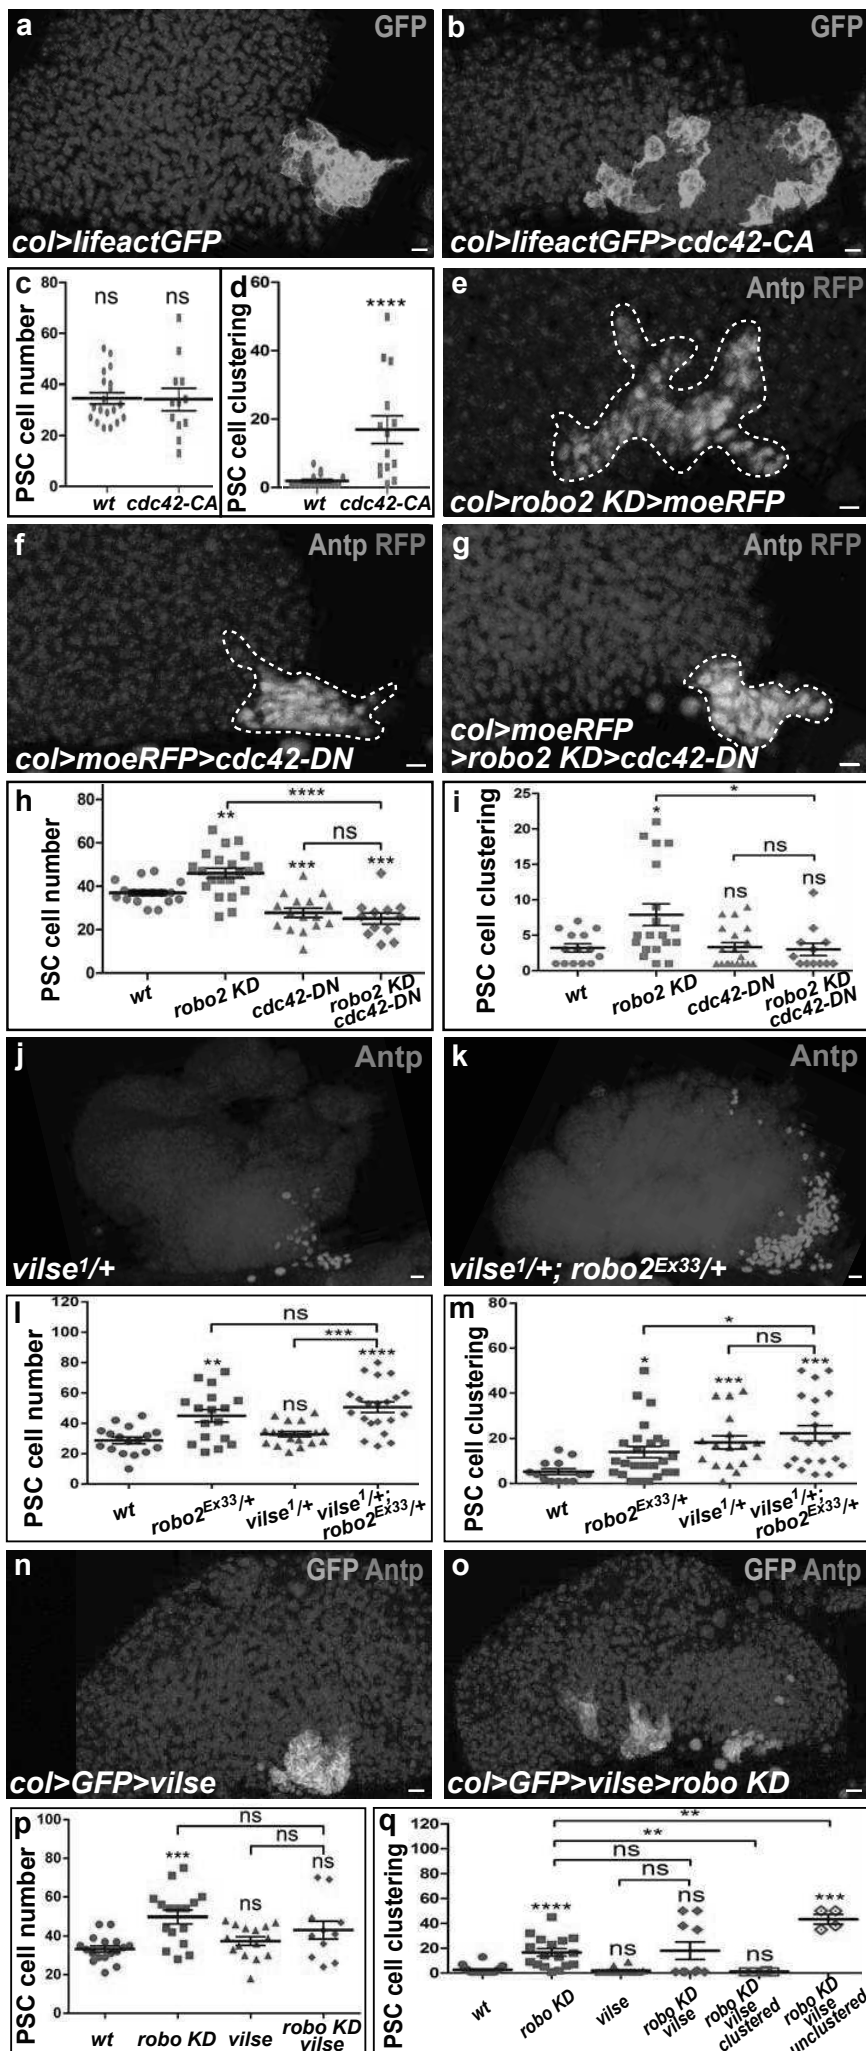 a
GFP
col>lifeactGFP
b
GFP
col>lifeactGFP>cdc42-CA
c
ns ns
PSC cell number
80
60
40
20
0
wt cdc42-CA
d
****
PSC cell clustering
60
40
20
0
wt cdc42-CA
e
Antp RFP
col>robo2 KD>moeRFP
f
Antp RFP
col>moeRFP>cdc42-DN
g
Antp RFP
col>moeRFP
>robo2 KD>cdc42-DN
h
PSC cell number
80
60
40
20
0
****
ns
** *** ***
wt
robo2 KD
cdc42-DN
robo2 KD
cdc42-DN
i
PSC cell clustering
25
20
15
10
5
0
*
ns
* ns ns
wt
robo2 KD
cdc42-DN
robo2 KD
cdc42-DN
j
Antp
vilse¹/+
k
Antp
vilse¹/+; robo2ᴱˣ³³/+
l
PSC cell number
120
100
80
60
40
20
0
ns
***
** ns ****
wt
robo2ᴱˣ³³/+
vilse¹/+
vilse¹/+;
robo2ᴱˣ³³/+
m
PSC cell clustering
80
60
40
20
0
*
ns
* *** ***
wt
robo2ᴱˣ³³/+
vilse¹/+
vilse¹/+;
robo2ᴱˣ³³/+
n
GFP Antp
col>GFP>vilse
o
GFP Antp
col>GFP>vilse>robo KD
p
PSC cell number
100
80
60
40
20
0
ns
ns
*** ns ns
wt
robo KD
vilse
robo KD
vilse
q
PSC cell clustering
120
100
80
60
40
20
0
**
**
ns
ns
**** ns ns ns ***
wt
robo KD
vilse
robo KD
vilse
robo KD
vilse
clustered
robo KD
vilse
unclustered